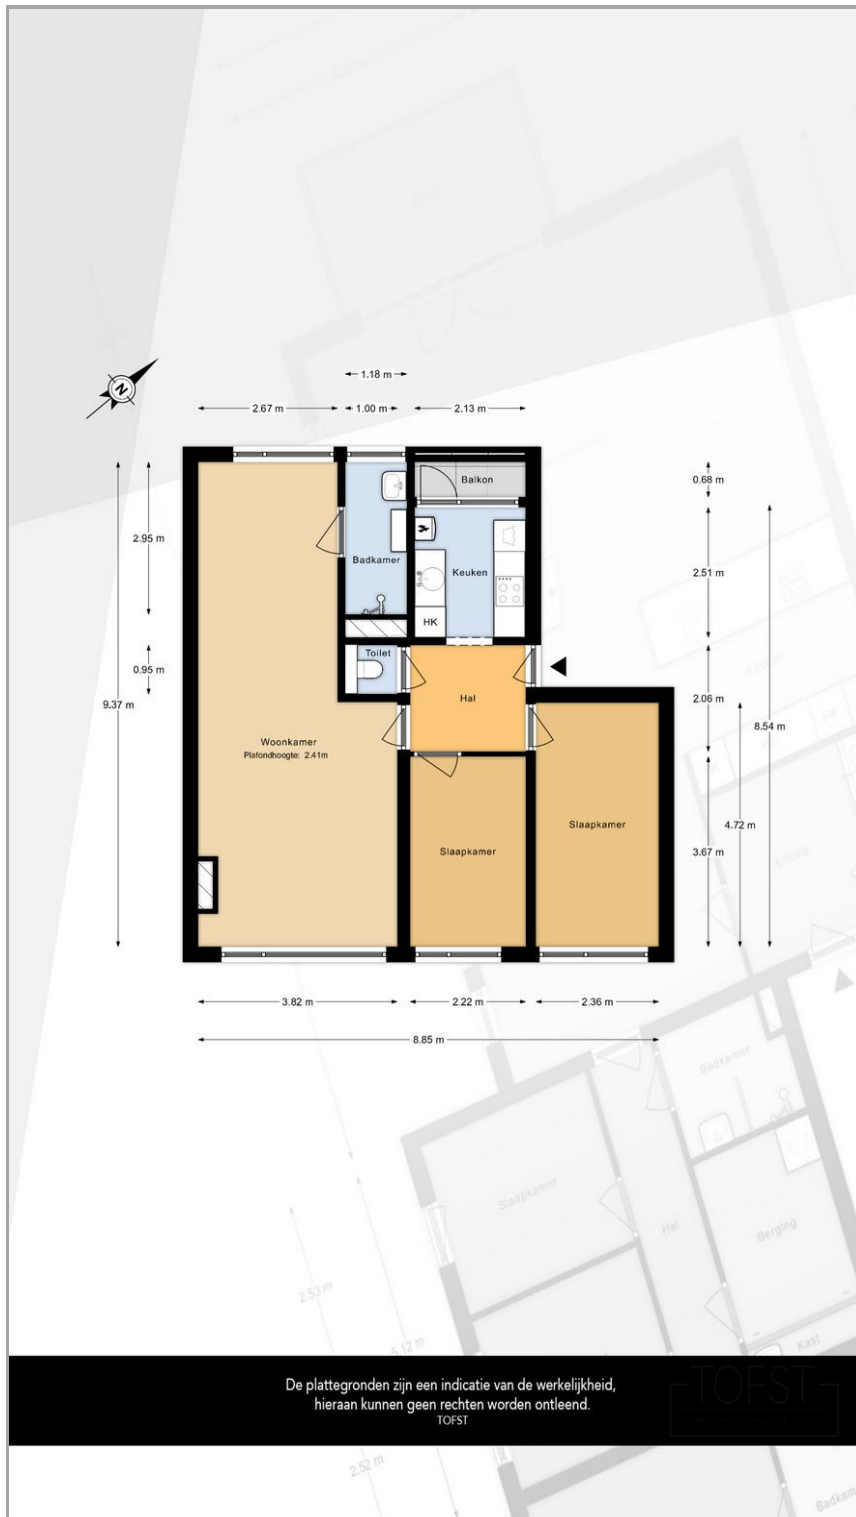 1.18 m
2.67 m
1.00 m
2.13 m
N
Balkon
0.68 m
2.95 m
Badkamer
Keuken
2.51 m
HK
Toilet
0.95 m
Hal
2.06 m
9.37 m
8.54 m
Woonkamer
Plafondhoogte: 2.41m
4.72 m
Slaapkamer
Slaapkamer
3.67 m
Entree
3.82 m
2.22 m
2.36 m
8.85 m
Badkamer
Slaapkamer
Hal
Berging
2.53 m
5.12 m
Kast
De plattegronden zijn een indicatie van de werkelijkheid,
hieraan kunnen geen rechten worden ontleend.
TOFST
TOFST
2.52 m
Badkam